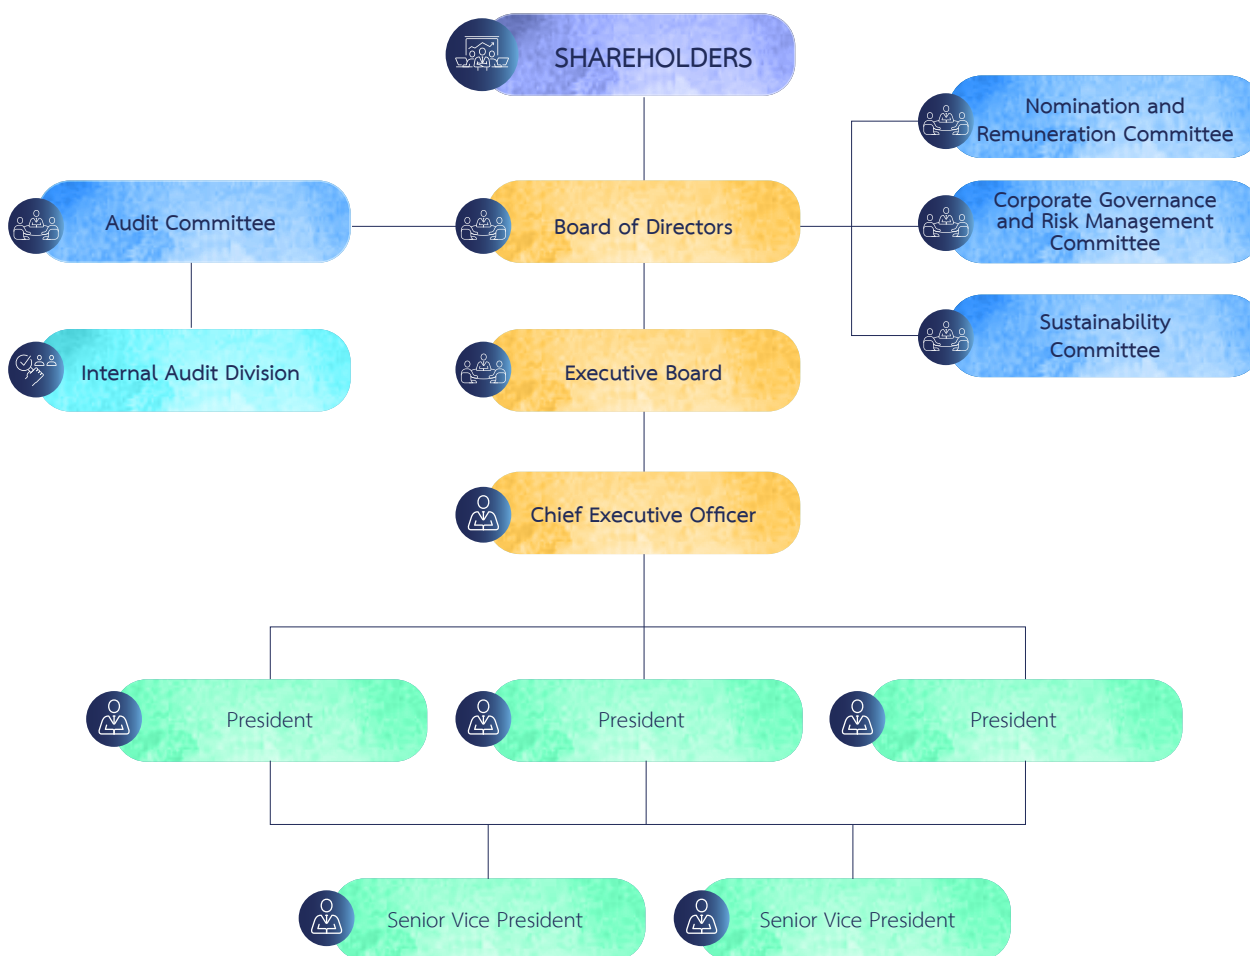 SHAREHOLDERS
Nomination and
Remuneration Committee
Audit Committee
Board of Directors
Corporate Governance
and Risk Management
Committee
Sustainability
Committee
Internal Audit Division
Executive Board
Chief Executive Officer
President
President
President
Senior Vice President
Senior Vice President